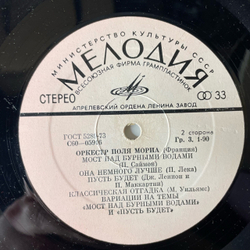 МИНИСТЕРСТВО КУЛЬТУРЫ СССР
МЕЛОДИЯ
ВСЕСОЮЗНАЯ ФИРМА ГРАМПЛАСТИНОК
СТЕРЕО
33
АПРЕЛЕВСКИЙ ОРДЕНА ЛЕНИНА ЗАВОД
ГОСТ 5289-73
2 сторона
С60—05926
Гр. 3. 1-90
ОРКЕСТР ПОЛЯ МОРИА (Франция)
МОСТ НАД БУРНЫМИ ВОДАМИ
(П. Саймон)
ОНА НЕМНОГО ЛУЧШЕ (П. Лена)
ПУСТЬ БУДЕТ (Дж. Леннон и
П. Маккартни)
КЛАССИЧЕСКАЯ ОТГАДКА (М. Уильямс)
ВАРИАЦИИ НА ТЕМЫ
«МОСТ НАД БУРНЫМИ ВОДАМИ»
И «ПУСТЬ БУДЕТ»